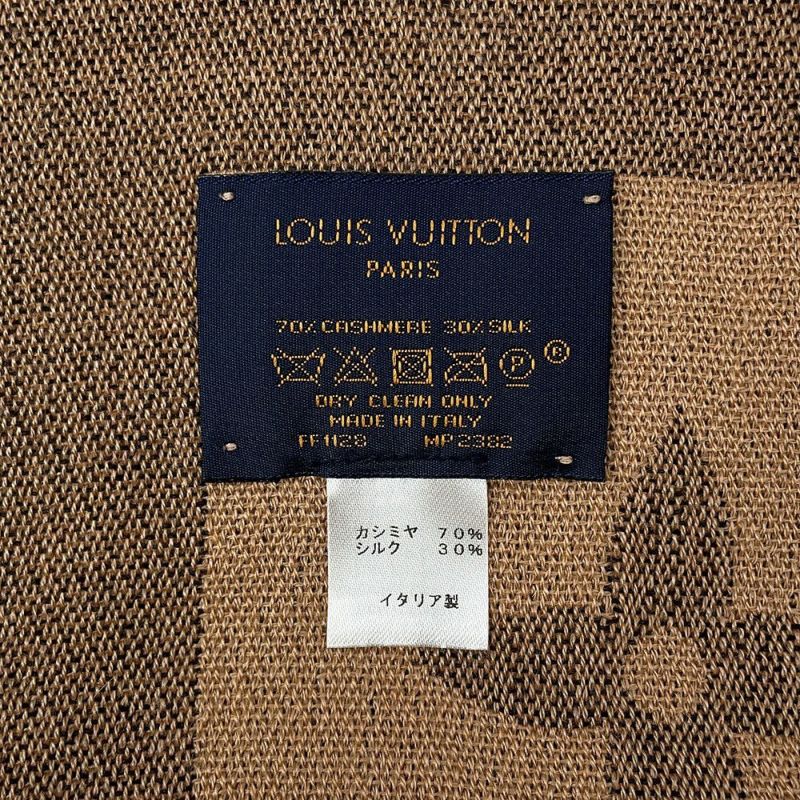 LOUIS VUITTON
PARIS
70% CASHMERE 30% SILK
P ®
DRY CLEAN ONLY
MADE IN ITALY
FF1128 MP2382
カシミヤ 70%
シルク 30%
イタリア製